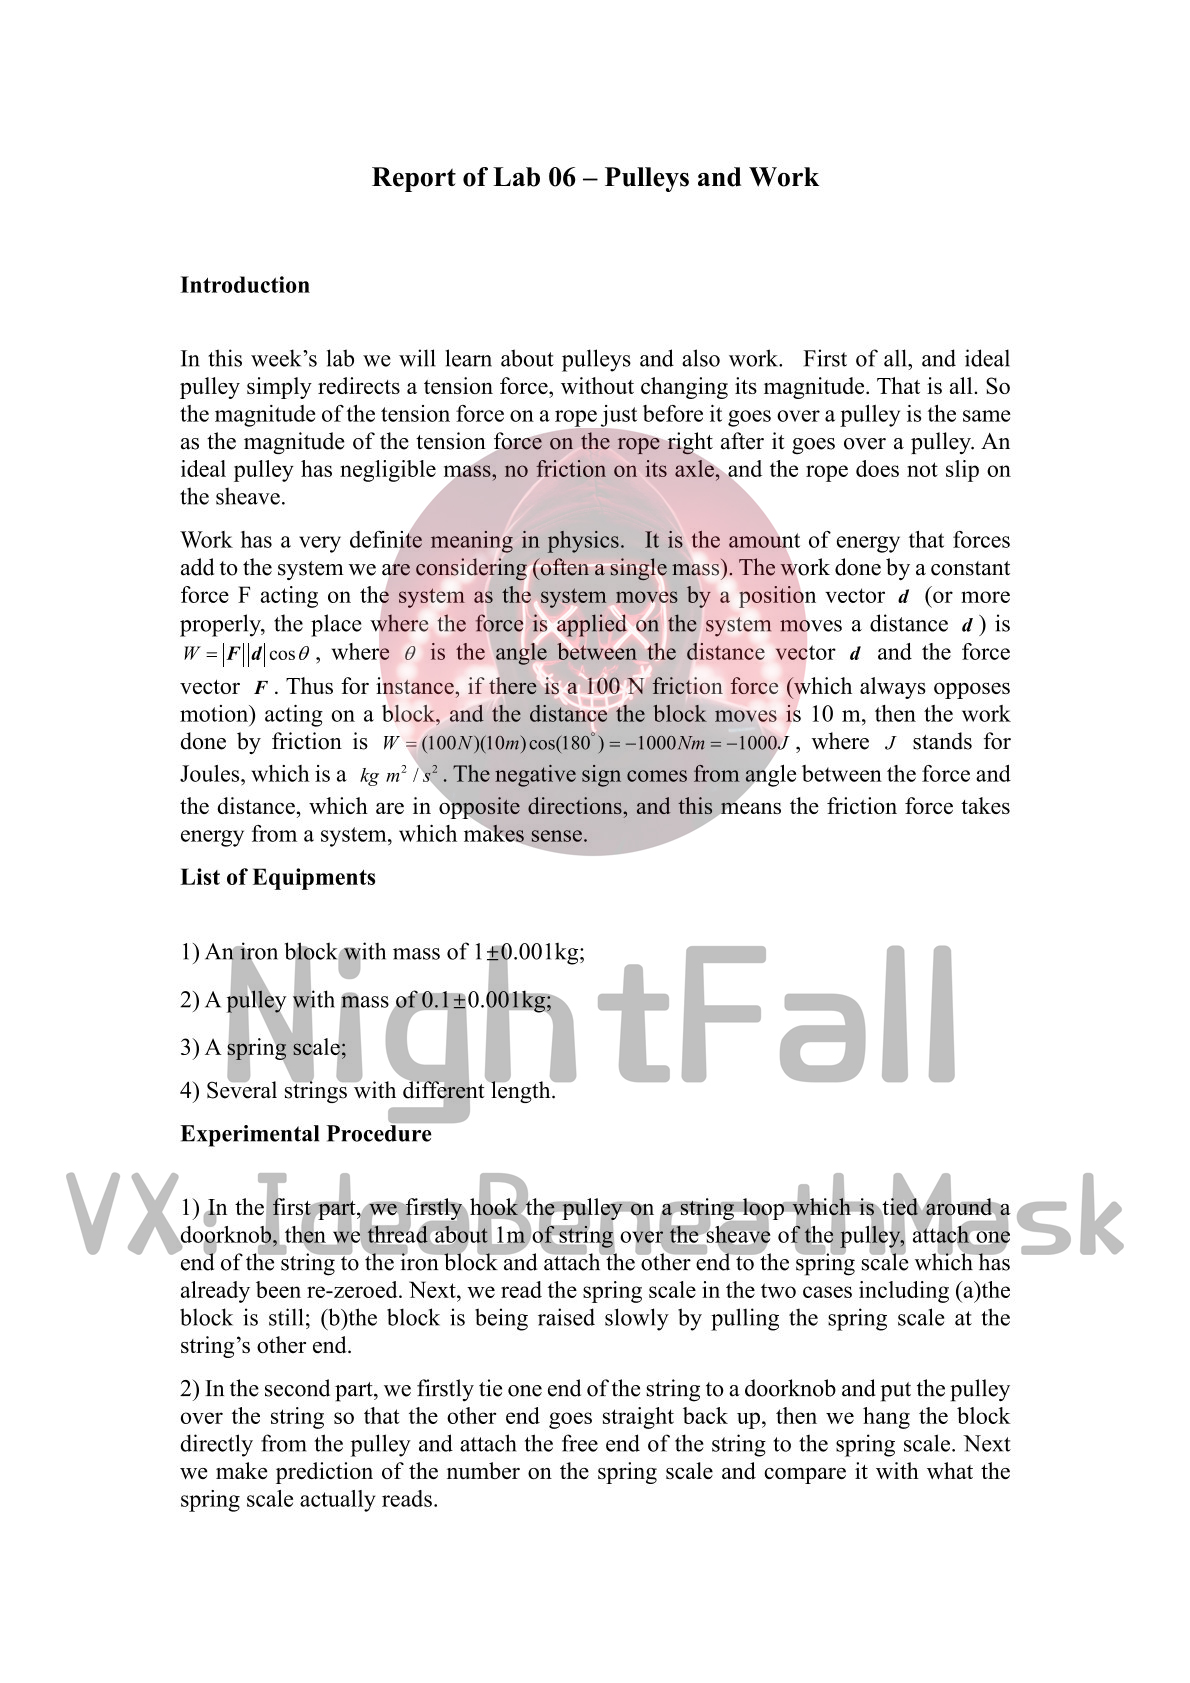 Report of Lab 06 – Pulleys and Work
Introduction
In this week’s lab we will learn about pulleys and also work.  First of all, and ideal
pulley simply redirects a tension force, without changing its magnitude. That is all. So
the magnitude of the tension force on a rope just before it goes over a pulley is the same
as the magnitude of the tension force on the rope right after it goes over a pulley. An
ideal pulley has negligible mass, no friction on its axle, and the rope does not slip on
the sheave.
Work has a very definite meaning in physics.  It is the amount of energy that forces
add to the system we are considering (often a single mass). The work done by a constant
force F acting on the system as the system moves by a position vector d (or more
properly, the place where the force is applied on the system moves a distance d ) is
W = |F||d| cos θ , where θ is the angle between the distance vector d and the force
vector F . Thus for instance, if there is a 100 N friction force (which always opposes
motion) acting on a block, and the distance the block moves is 10 m, then the work
done by friction is W = (100N)(10m)cos(180°) = −1000Nm = −1000J , where J stands for
Joules, which is a kg m² / s² . The negative sign comes from angle between the force and
the distance, which are in opposite directions, and this means the friction force takes
energy from a system, which makes sense.
List of Equipments
1) An iron block with mass of 1±0.001kg;
2) A pulley with mass of 0.1±0.001kg;
3) A spring scale;
4) Several strings with different length.
Experimental Procedure
1) In the first part, we firstly hook the pulley on a string loop which is tied around a
doorknob, then we thread about 1m of string over the sheave of the pulley, attach one
end of the string to the iron block and attach the other end to the spring scale which has
already been re-zeroed. Next, we read the spring scale in the two cases including (a)the
block is still; (b)the block is being raised slowly by pulling the spring scale at the
string’s other end.
2) In the second part, we firstly tie one end of the string to a doorknob and put the pulley
over the string so that the other end goes straight back up, then we hang the block
directly from the pulley and attach the free end of the string to the spring scale. Next
we make prediction of the number on the spring scale and compare it with what the
spring scale actually reads.
NightFall
VX: IdeaBeneathMask